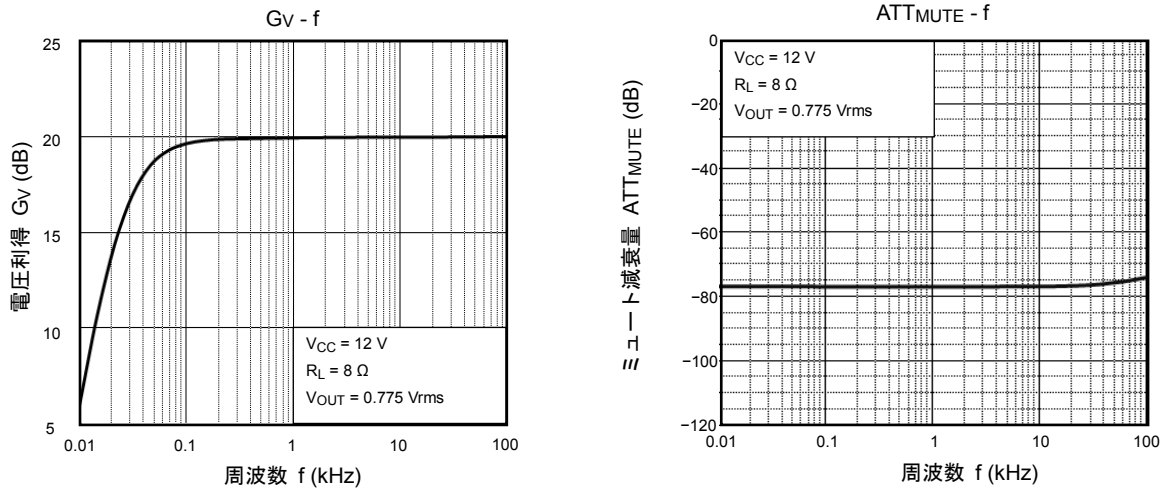 GV - f
25
20
15
10
5
0.01
0.1
1
10
100
電圧利得 GV (dB)
周波数 f (kHz)
VCC = 12 V
RL = 8 Ω
VOUT = 0.775 Vrms
ATTMUTE - f
0
−20
−40
−60
−80
−100
−120
0.01
0.1
1
10
100
ミュート減衰量 ATTMUTE (dB)
周波数 f (kHz)
VCC = 12 V
RL = 8 Ω
VOUT = 0.775 Vrms